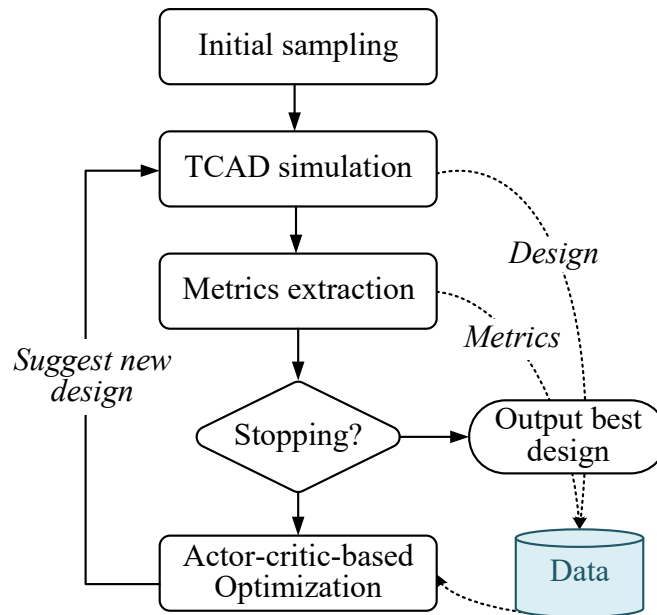 Initial sampling
TCAD simulation
Design
Metrics extraction
Metrics
Suggest new
design
Stopping?
Output best
design
Actor-critic-based
Optimization
Data